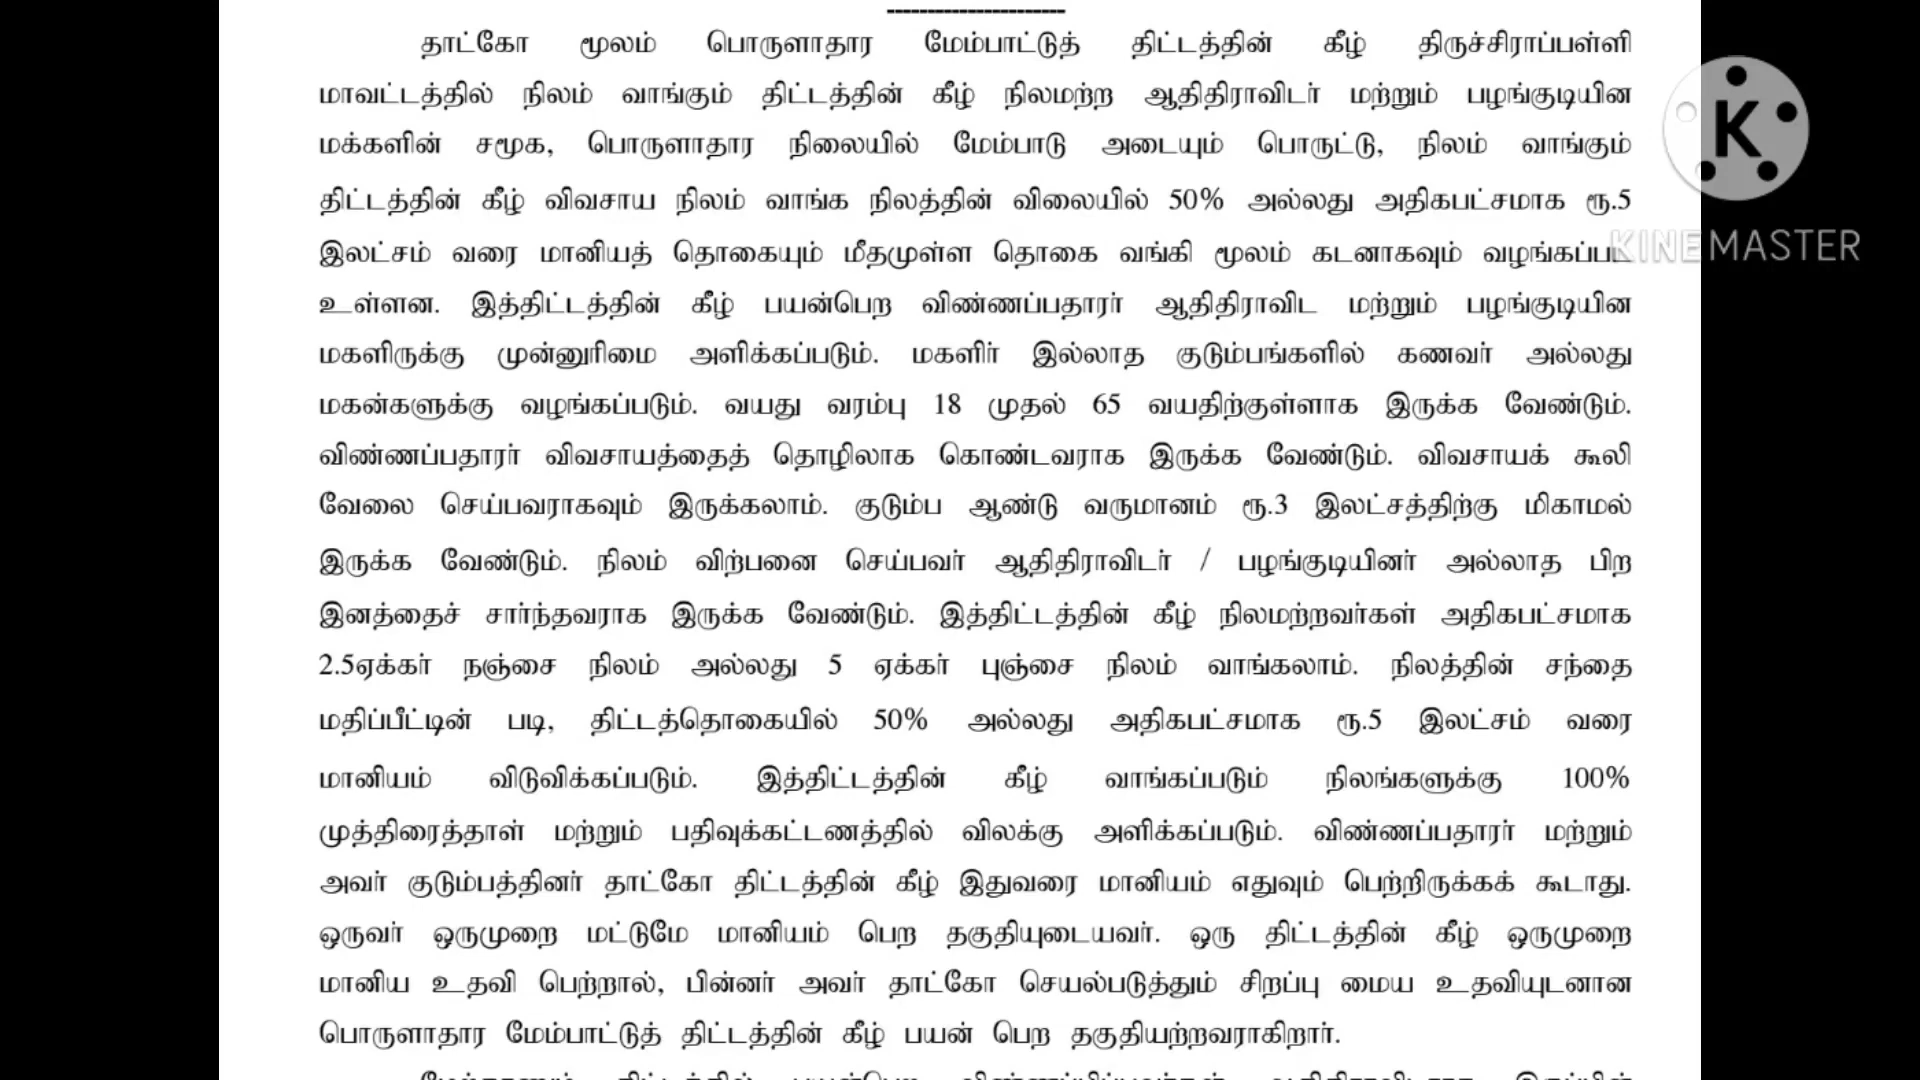 தாட்கோ மூலம் பொருளாதார மேம்பாட்டுத் திட்டத்தின் கீழ் திருச்சிராப்பள்ளி
மாவட்டத்தில் நிலம் வாங்கும் திட்டத்தின் கீழ் நிலமற்ற ஆதிதிராவிடர் மற்றும் பழங்குடியின
மக்களின் சமூக, பொருளாதார நிலையில் மேம்பாடு அடையும் பொருட்டு, நிலம் வாங்கும்
திட்டத்தின் கீழ் விவசாய நிலம் வாங்க நிலத்தின் விலையில் 50% அல்லது அதிகபட்சமாக ரூ.5
இலட்சம் வரை மானியத் தொகையும் மீதமுள்ள தொகை வங்கி மூலம் கடனாகவும் வழங்கப்பட
உள்ளன. இத்திட்டத்தின் கீழ் பயன்பெற விண்ணப்பதாரர் ஆதிதிராவிட மற்றும் பழங்குடியின
மகளிருக்கு முன்னுரிமை அளிக்கப்படும். மகளிர் இல்லாத குடும்பங்களில் கணவர் அல்லது
மகன்களுக்கு வழங்கப்படும். வயது வரம்பு 18 முதல் 65 வயதிற்குள்ளாக இருக்க வேண்டும்.
விண்ணப்பதாரர் விவசாயத்தைத் தொழிலாக கொண்டவராக இருக்க வேண்டும். விவசாயக் கூலி
வேலை செய்பவராகவும் இருக்கலாம். குடும்ப ஆண்டு வருமானம் ரூ.3 இலட்சத்திற்கு மிகாமல்
இருக்க வேண்டும். நிலம் விற்பனை செய்பவர் ஆதிதிராவிடர் / பழங்குடியினர் அல்லாத பிற
இனத்தைச் சார்ந்தவராக இருக்க வேண்டும். இத்திட்டத்தின் கீழ் நிலமற்றவர்கள் அதிகபட்சமாக
2.5ஏக்கர் நஞ்சை நிலம் அல்லது 5 ஏக்கர் புஞ்சை நிலம் வாங்கலாம். நிலத்தின் சந்தை
மதிப்பீட்டின் படி, திட்டத்தொகையில் 50% அல்லது அதிகபட்சமாக ரூ.5 இலட்சம் வரை
மானியம் விடுவிக்கப்படும். இத்திட்டத்தின் கீழ் வாங்கப்படும் நிலங்களுக்கு 100%
முத்திரைத்தாள் மற்றும் பதிவுக்கட்டணத்தில் விலக்கு அளிக்கப்படும். விண்ணப்பதாரர் மற்றும்
அவர் குடும்பத்தினர் தாட்கோ திட்டத்தின் கீழ் இதுவரை மானியம் எதுவும் பெற்றிருக்கக் கூடாது.
ஒருவர் ஒருமுறை மட்டுமே மானியம் பெற தகுதியுடையவர். ஒரு திட்டத்தின் கீழ் ஒருமுறை
மானிய உதவி பெற்றால், பின்னர் அவர் தாட்கோ செயல்படுத்தும் சிறப்பு மைய உதவியுடனான
பொருளாதார மேம்பாட்டுத் திட்டத்தின் கீழ் பயன் பெற தகுதியற்றவராகிறார்.
K
KINEMASTER